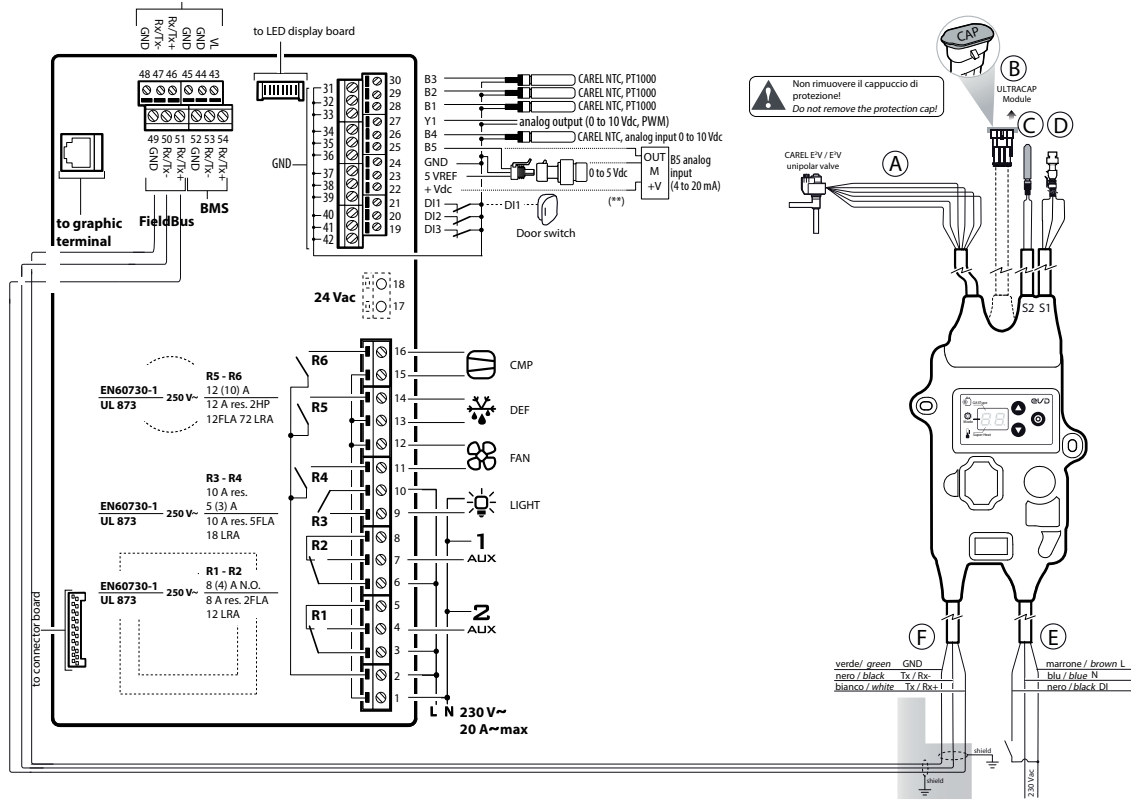 GND
Rx/Tx-
Rx/Tx+
GND
GND
VL
48 47 46 45 44 43
49 50 51 52 53 54
GND
Rx/Tx-
Rx/Tx+
GND
Rx/Tx-
Rx/Tx+
FieldBus
BMS
to graphic
terminal
to LED display board
GND
31
32
33
34
35
36
37
38
39
40
41
42
30
29
28
27
26
25
24
23
22
21
20
19
B3
B2
B1
Y1
B4
B5
GND
5 VREF
+ Vdc
DI1
DI2
DI3
CAREL NTC, PT1000
CAREL NTC, PT1000
CAREL NTC, PT1000
analog output (0 to 10 Vdc, PWM)
CAREL NTC, analog input 0 to 10 Vdc
0 to 5 Vdc
OUT
M
+V
B5 analog
input
(4 to 20 mA)
(**)
DI1
Door switch
24 Vac
18
17
EN60730-1
UL 873
250 V~
R5 - R6
12 (10) A
12 A res. 2HP
12FLA 72 LRA
EN60730-1
UL 873
250 V~
R3 - R4
10 A res.
5 (3) A
10 A res. 5FLA
18 LRA
EN60730-1
UL 873
250 V~
R1 - R2
8 (4) A N.O.
8 A res. 2FLA
12 LRA
to connector board
R6
R5
R4
R3
R2
R1
16
15
14
13
12
11
10
9
8
7
6
5
4
3
2
1
CMP
DEF
FAN
LIGHT
1
AUX
2
AUX
L N 230 V~
20 A~max
CAP
Non rimuovere il cappuccio di
protezione!
Do not remove the protection cap!
B
ULTRACAP
Module
C
D
CAREL E²V / E³V
unipolar valve
A
S2 S1
EVD
Super Heat
F
E
verde/ green GND
nero / black Tx / Rx-
bianco / white Tx / Rx+
marrone / brown L
blu / blue N
nero / black DI
shield
shield
230 Vac